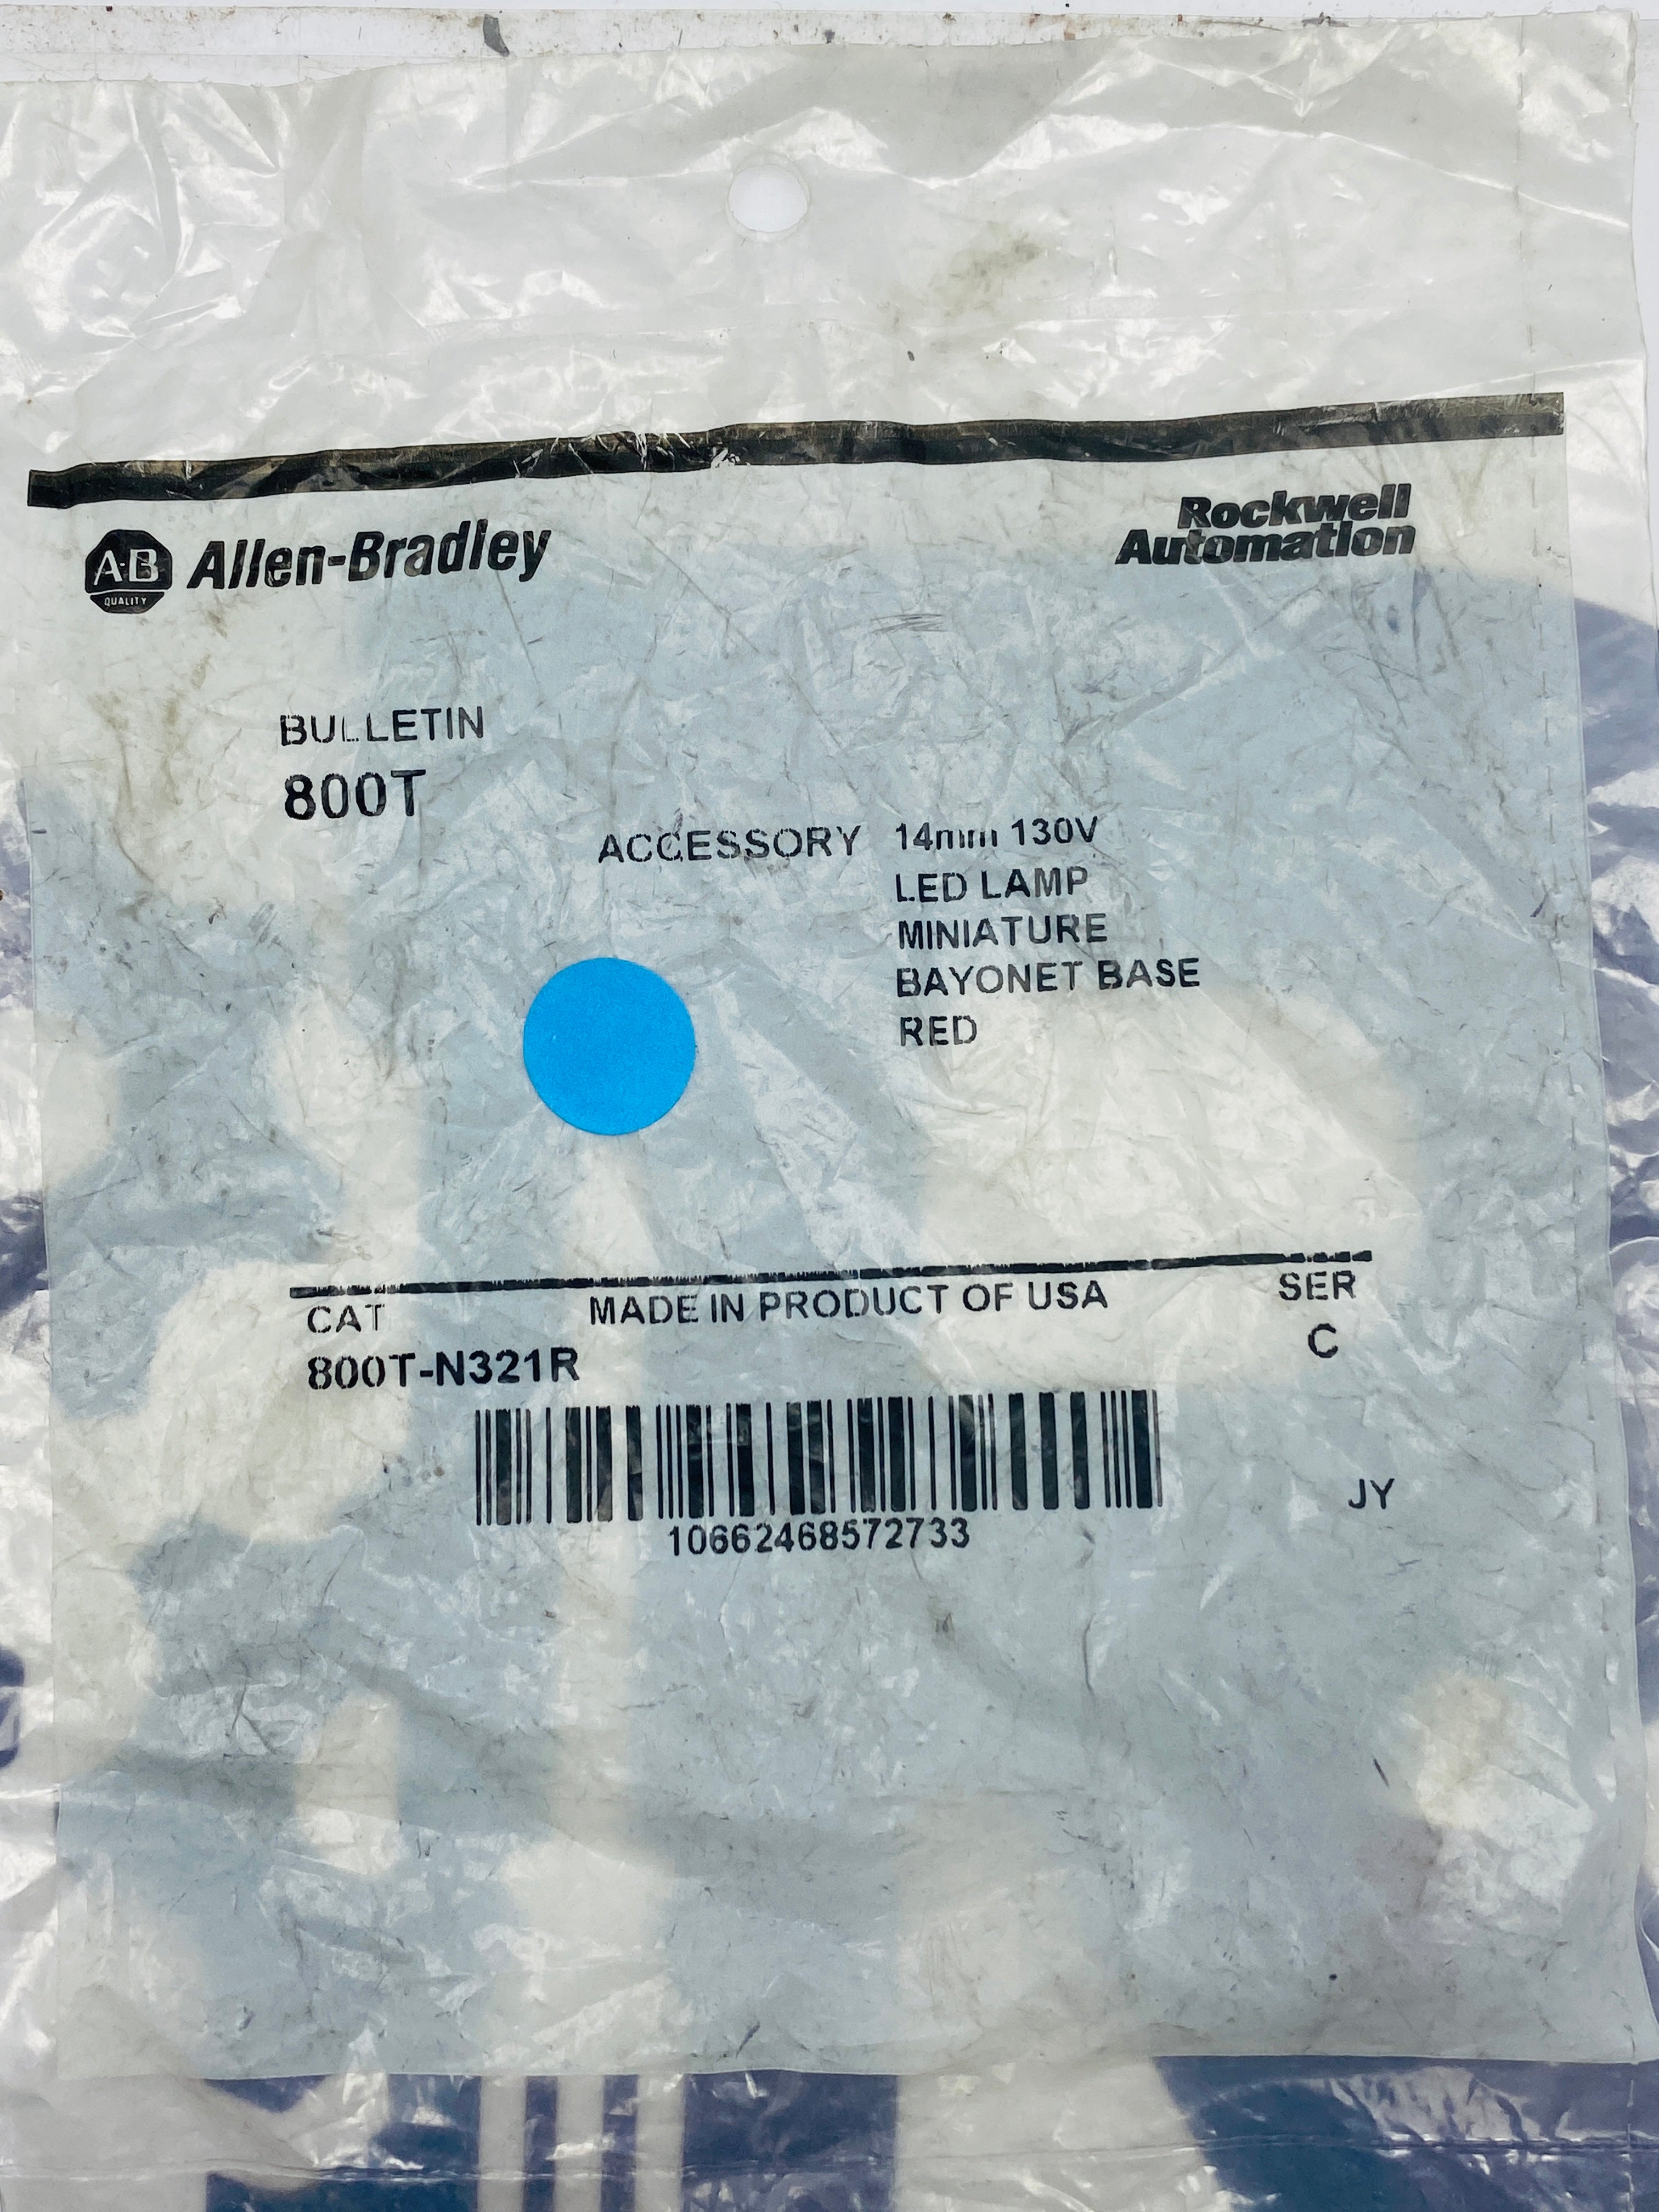 A-B
QUALITY
Allen-Bradley
Rockwell
Automation
BULLETIN
800T
ACCESSORY 14mm 130V
LED LAMP
MINIATURE
BAYONET BASE
RED
CAT
MADE IN PRODUCT OF USA
SER
800T-N321R
C
JY
10662468572733